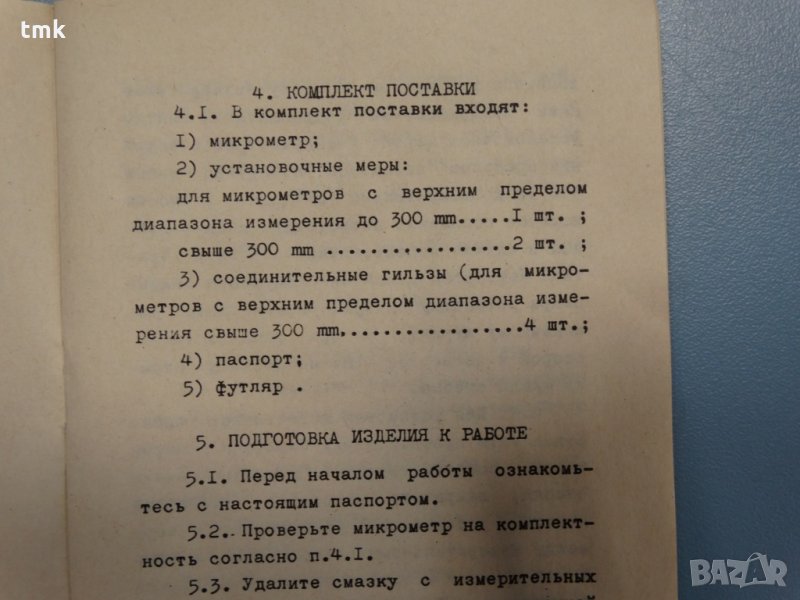 tmk
4. КОМПЛЕКТ ПОСТАВКИ
4.I. В комплект поставки входят:
I) микрометр;
2) установочные меры:
для микрометров с верхним пределом
диапазона измерения до 300 mm.....I шт. ;
свыше 300 mm .................2 шт. ;
3) соединительные гильзы (для микро-
метров с верхним пределом диапазона изме-
рения свыше 300 mm.................4 шт.;
4) паспорт;
5) футляр .
5. ПОДГОТОВКА ИЗДЕЛИЯ К РАБОТЕ
5.I. Перед началом работы ознакомь-
тесь с настоящим паспортом.
5.2. Проверьте микрометр на комплект-
ность согласно п.4.I.
5.3. Удалите смазку с измерительных
BAZAR